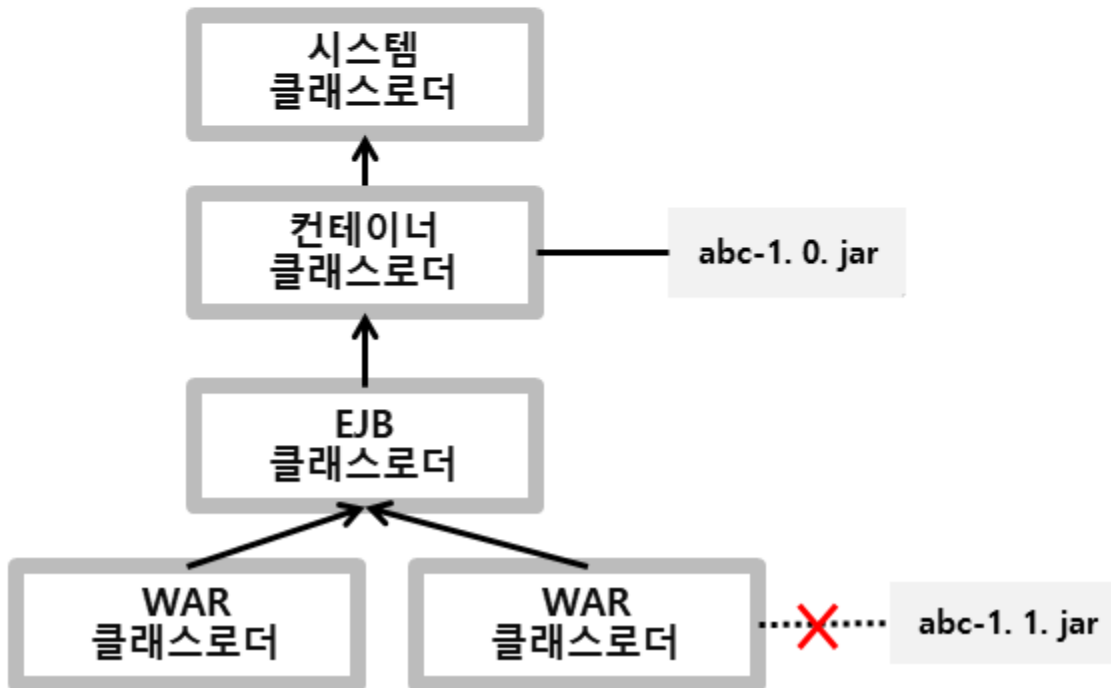 시스템
클래스로더
컨테이너
클래스로더
abc-1. 0. jar
EJB
클래스로더
WAR
클래스로더
WAR
클래스로더
abc-1. 1. jar